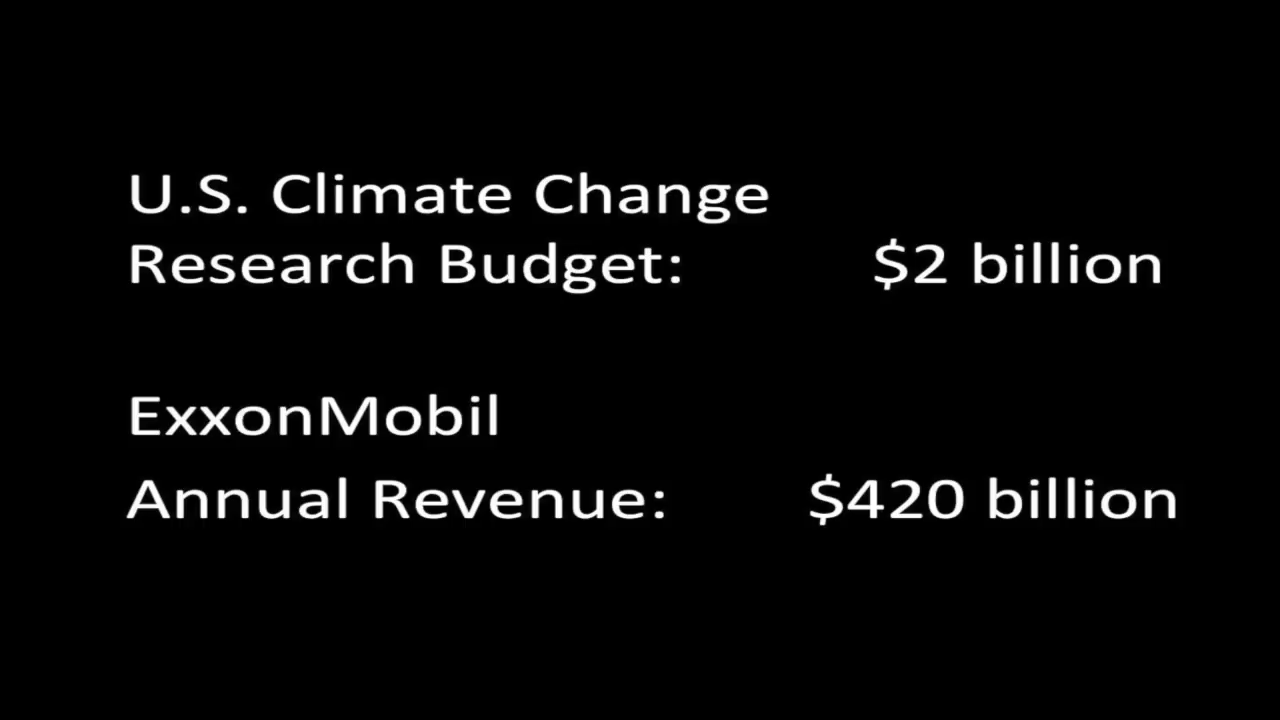 U.S. Climate Change
Research Budget: $2 billion
ExxonMobil
Annual Revenue: $420 billion